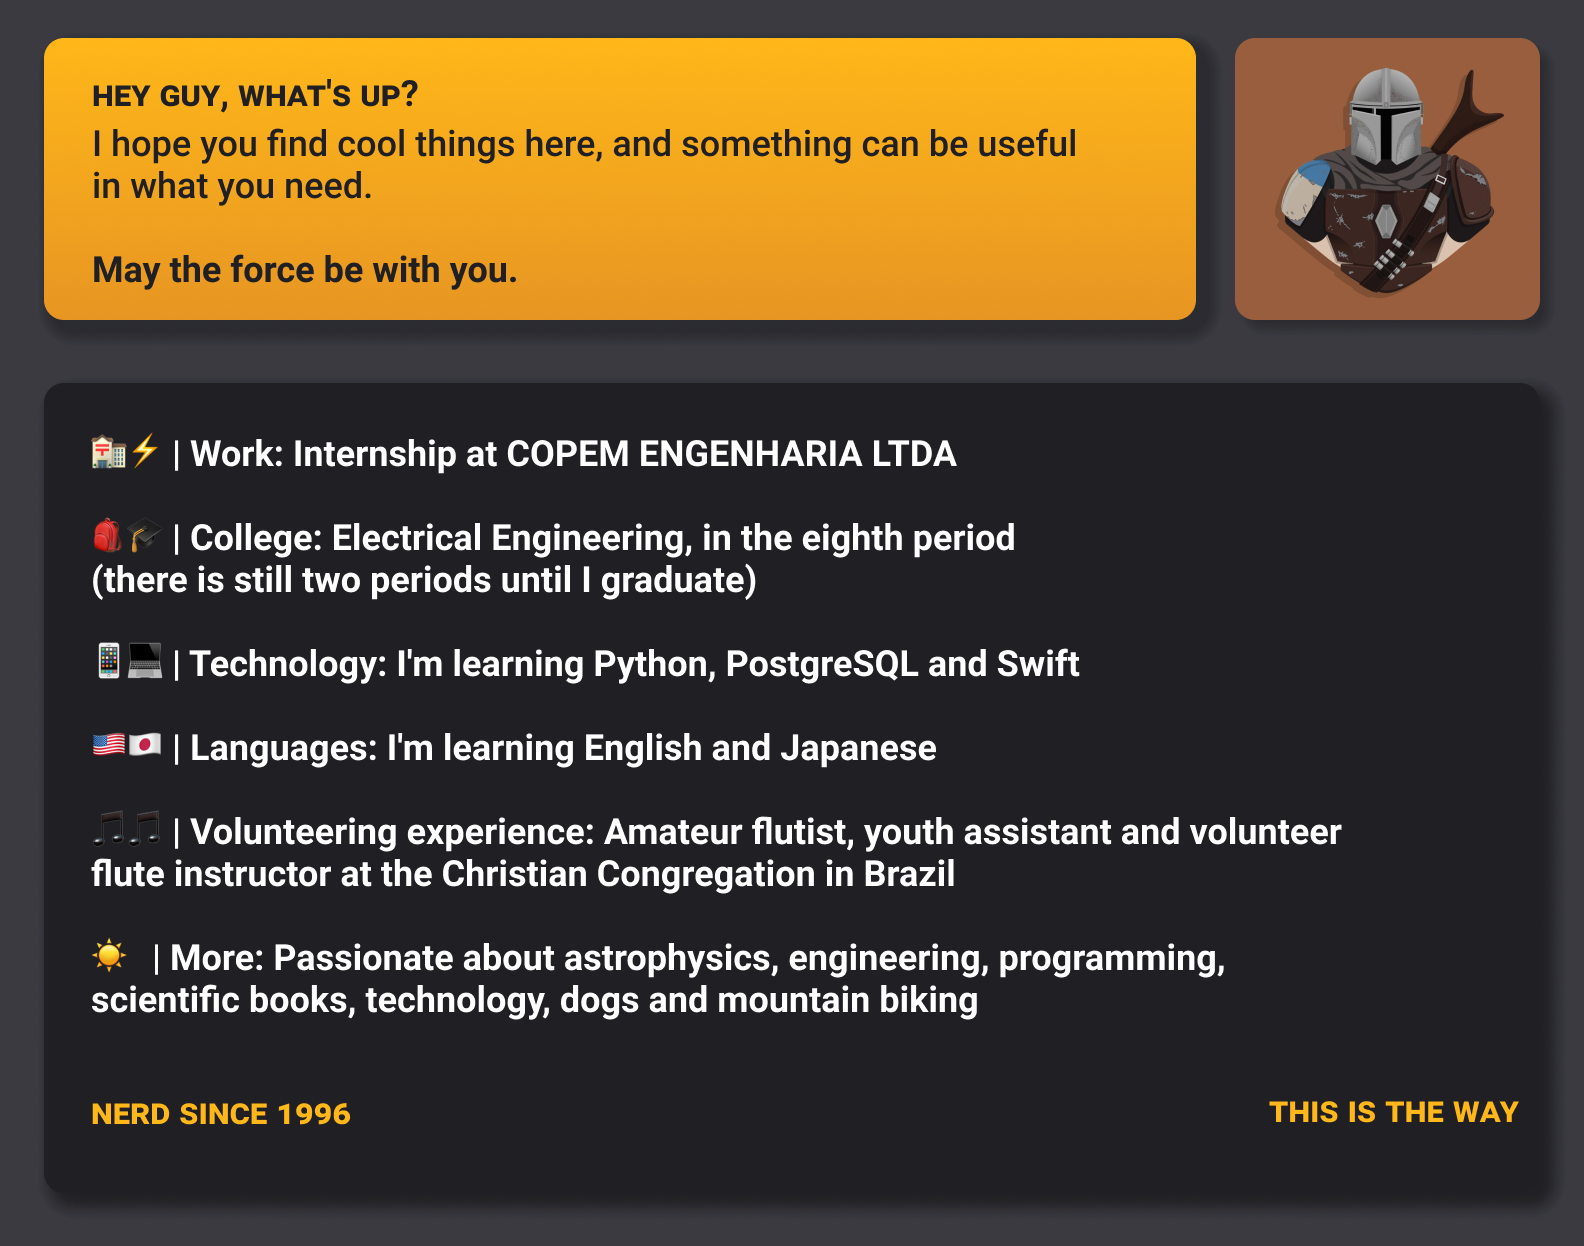 HEY GUY, WHAT'S UP?
I hope you find cool things here, and something can be useful
in what you need.
May the force be with you.
🏣⚡ | Work: Internship at COPEM ENGENHARIA LTDA
🎒🎓 | College: Electrical Engineering, in the eighth period
(there is still two periods until I graduate)
📱💻 | Technology: I'm learning Python, PostgreSQL and Swift
🇺🇸🇯🇵 | Languages: I'm learning English and Japanese
🎵🎵 | Volunteering experience: Amateur flutist, youth assistant and volunteer
flute instructor at the Christian Congregation in Brazil
☀️ | More: Passionate about astrophysics, engineering, programming,
scientific books, technology, dogs and mountain biking
NERD SINCE 1996
THIS IS THE WAY